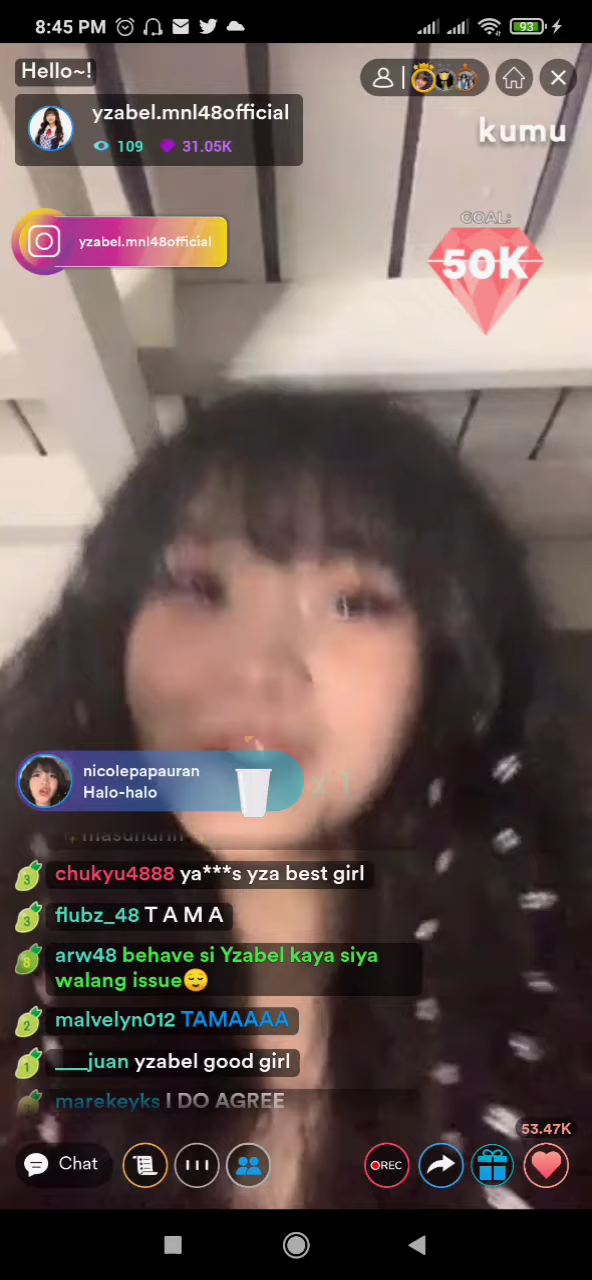 8:45 PM
93
Hello~!
yzabel.mnl48official
109
31.05K
kumu
yzabel.mnl48official
GOAL:
50K
nicolepapauran
Halo-halo
x 1
masunurin
3 chukyu4888 ya***s yza best girl
3 flubz_48 T A M A
8 arw48 behave si Yzabel kaya siya
walang issue😌
2 malvelyn012 TAMAAAA
1 ___juan yzabel good girl
marekeyks I DO AGREE
53.47K
Chat
REC